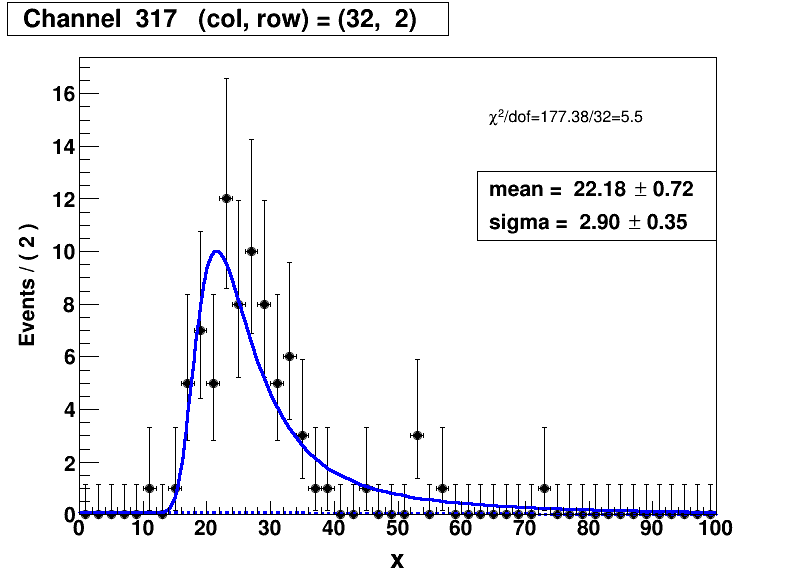 Channel 317 (col, row) = (32, 2)
χ²/dof=177.38/32=5.5
mean = 22.18 ± 0.72
sigma = 2.90 ± 0.35
Events / ( 2 )
16
14
12
10
8
6
4
2
0
0 10 20 30 40 50 60 70 80 90 100
x